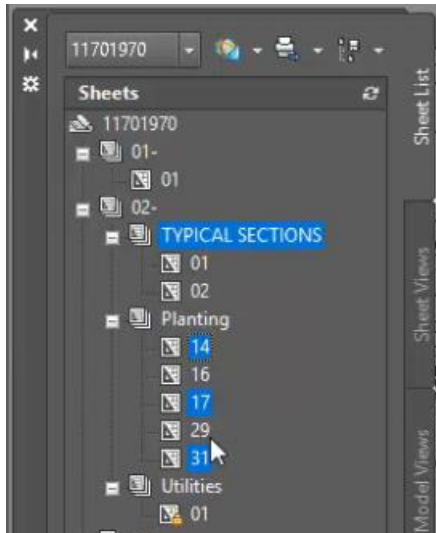 11701970
Sheets
11701970
01-
01
02-
TYPICAL SECTIONS
01
02
Planting
14
16
17
29
31
Utilities
01
Sheet List
Sheet Views
Model Views